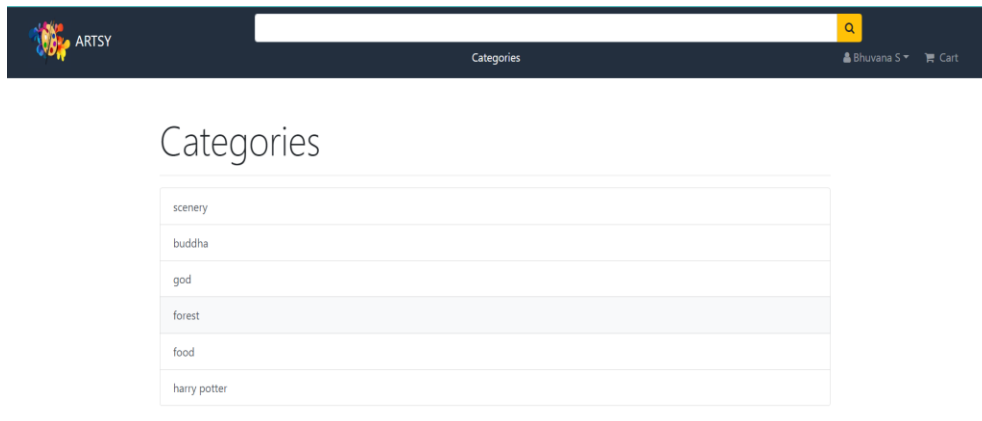 ARTSY
Categories
Bhuvana S
Cart
Categories
scenery
buddha
god
forest
food
harry potter